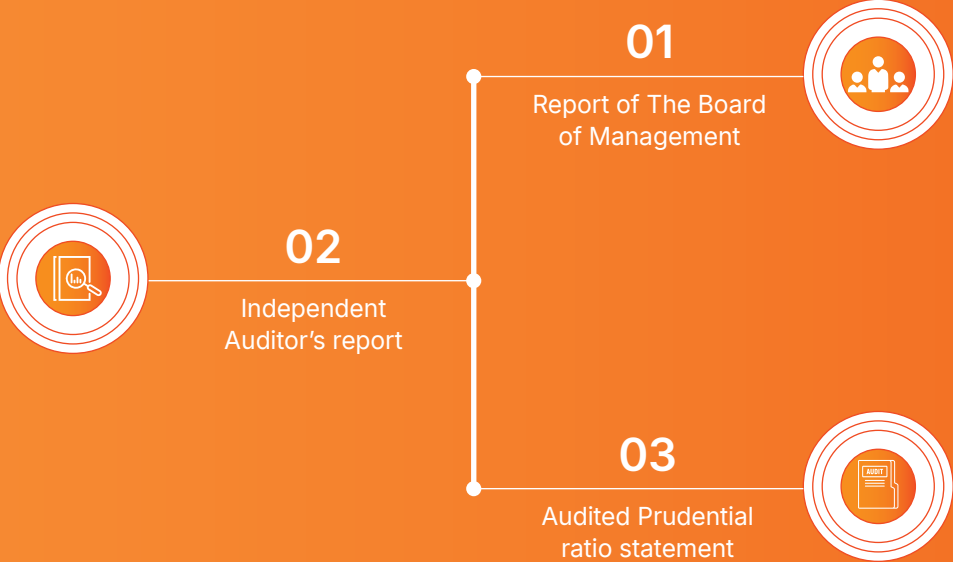 01
Report of The Board
of Management
02
Independent
Auditor’s report
03
Audited Prudential
ratio statement
AUDIT